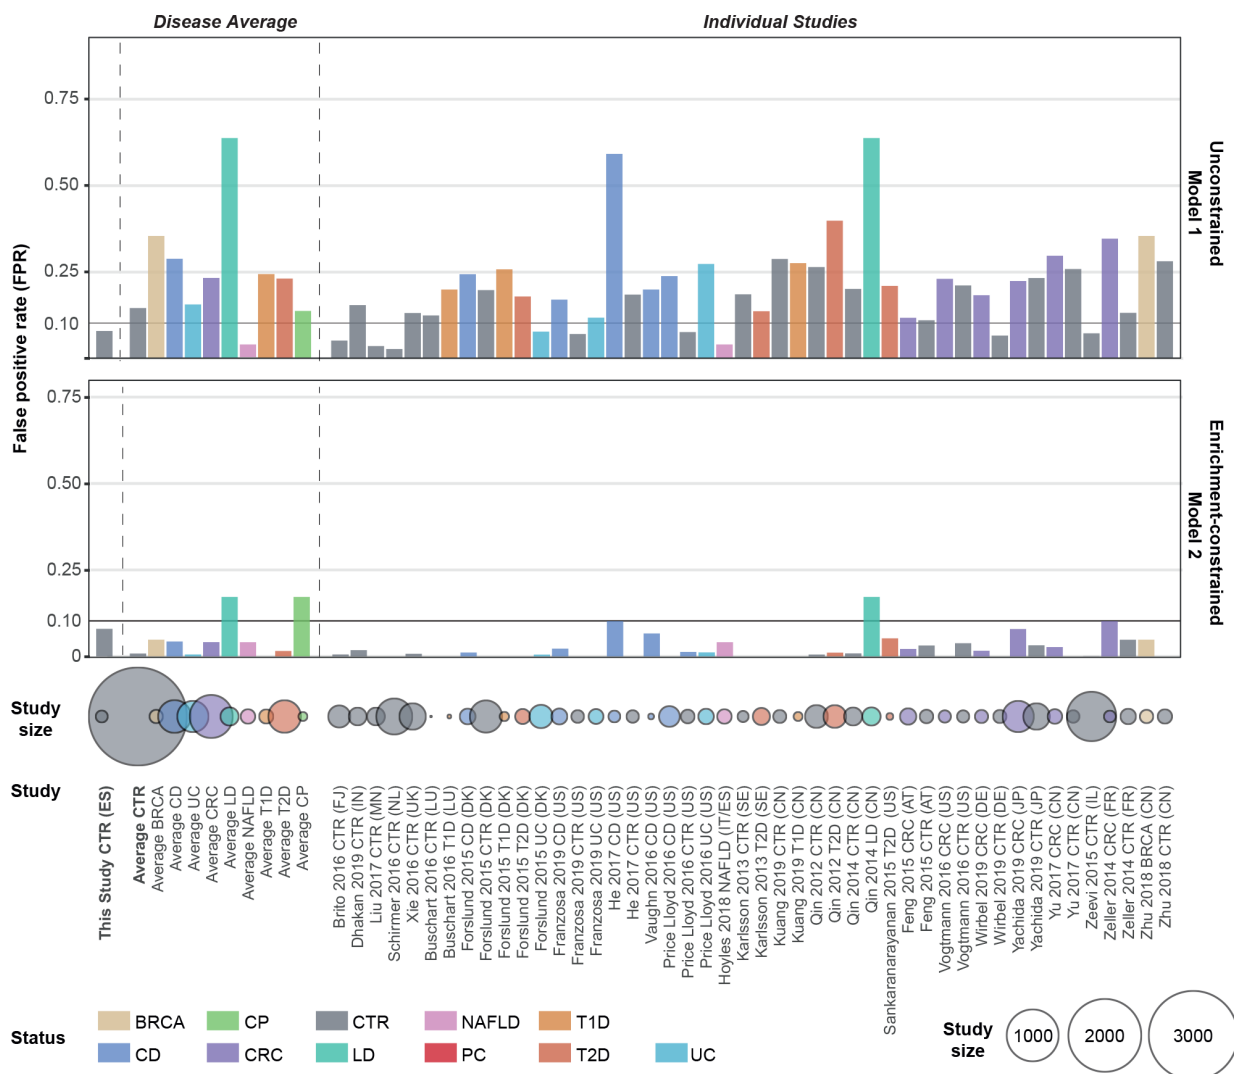 Disease Average
Individual Studies
False positive rate (FPR)
0.75
0.50
0.25
0.10
Unconstrained
Model 1
0.75
0.50
0.25
0.10
0
Enrichment-constrained
Model 2
Study
size
Study
This Study CTR (ES)
Average CTR
Average BRCA
Average CD
Average UC
Average CRC
Average LD
Average NAFLD
Average T1D
Average T2D
Average CP
Brito 2016 CTR (FJ)
Dhakan 2019 CTR (IN)
Liu 2017 CTR (MN)
Schirmer 2016 CTR (NL)
Xie 2016 CTR (UK)
Buschart 2016 CTR (LU)
Buschart 2016 T1D (LU)
Forslund 2015 CD (DK)
Forslund 2015 CTR (DK)
Forslund 2015 T1D (DK)
Forslund 2015 T2D (DK)
Forslund 2015 UC (DK)
Franzosa 2019 CD (US)
Franzosa 2019 CTR (US)
Franzosa 2019 UC (US)
He 2017 CD (US)
He 2017 CTR (US)
Vaughn 2016 CD (US)
Price Lloyd 2016 CD (US)
Price Lloyd 2016 CTR (US)
Price Lloyd 2016 UC (US)
Hoyles 2018 NAFLD (IT/ES)
Karlsson 2013 CTR (SE)
Karlsson 2013 T2D (SE)
Kuang 2019 CTR (CN)
Kuang 2019 T1D (CN)
Qin 2012 CTR (CN)
Qin 2012 T2D (CN)
Qin 2014 CTR (CN)
Qin 2014 LD (CN)
Sankaranarayanan 2015 T2D (US)
Feng 2015 CRC (AT)
Feng 2015 CTR (AT)
Vogtmann 2016 CRC (US)
Vogtmann 2016 CTR (US)
Wirbel 2019 CRC (DE)
Wirbel 2019 CTR (DE)
Yachida 2019 CRC (JP)
Yachida 2019 CTR (JP)
Yu 2017 CRC (CN)
Yu 2017 CTR (CN)
Zeevi 2015 CTR (IL)
Zeller 2014 CRC (FR)
Zeller 2014 CTR (FR)
Zhu 2018 BRCA (CN)
Zhu 2018 CTR (CN)
Status
BRCA
CP
CTR
NAFLD
T1D
CD
CRC
LD
PC
T2D
UC
Study
size
1000
2000
3000